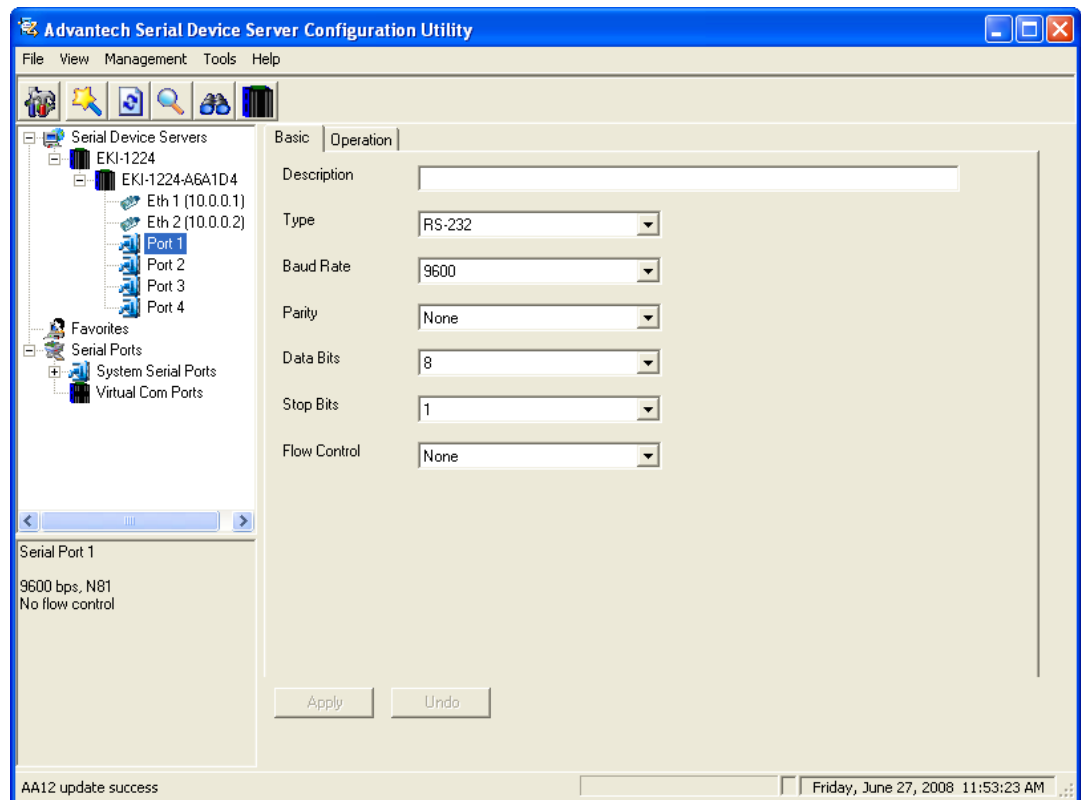 Advantech Serial Device Server Configuration Utility
File View Management Tools Help
Serial Device Servers
EKI-1224
EKI-1224-A6A1D4
Eth 1 (10.0.0.1)
Eth 2 (10.0.0.2)
Port 1
Port 2
Port 3
Port 4
Favorites
Serial Ports
System Serial Ports
Virtual Com Ports
Serial Port 1
9600 bps, N81
No flow control
Basic Operation
Description
Type RS-232
Baud Rate 9600
Parity None
Data Bits 8
Stop Bits 1
Flow Control None
Apply Undo
AA12 update success Friday, June 27, 2008 11:53:23 AM